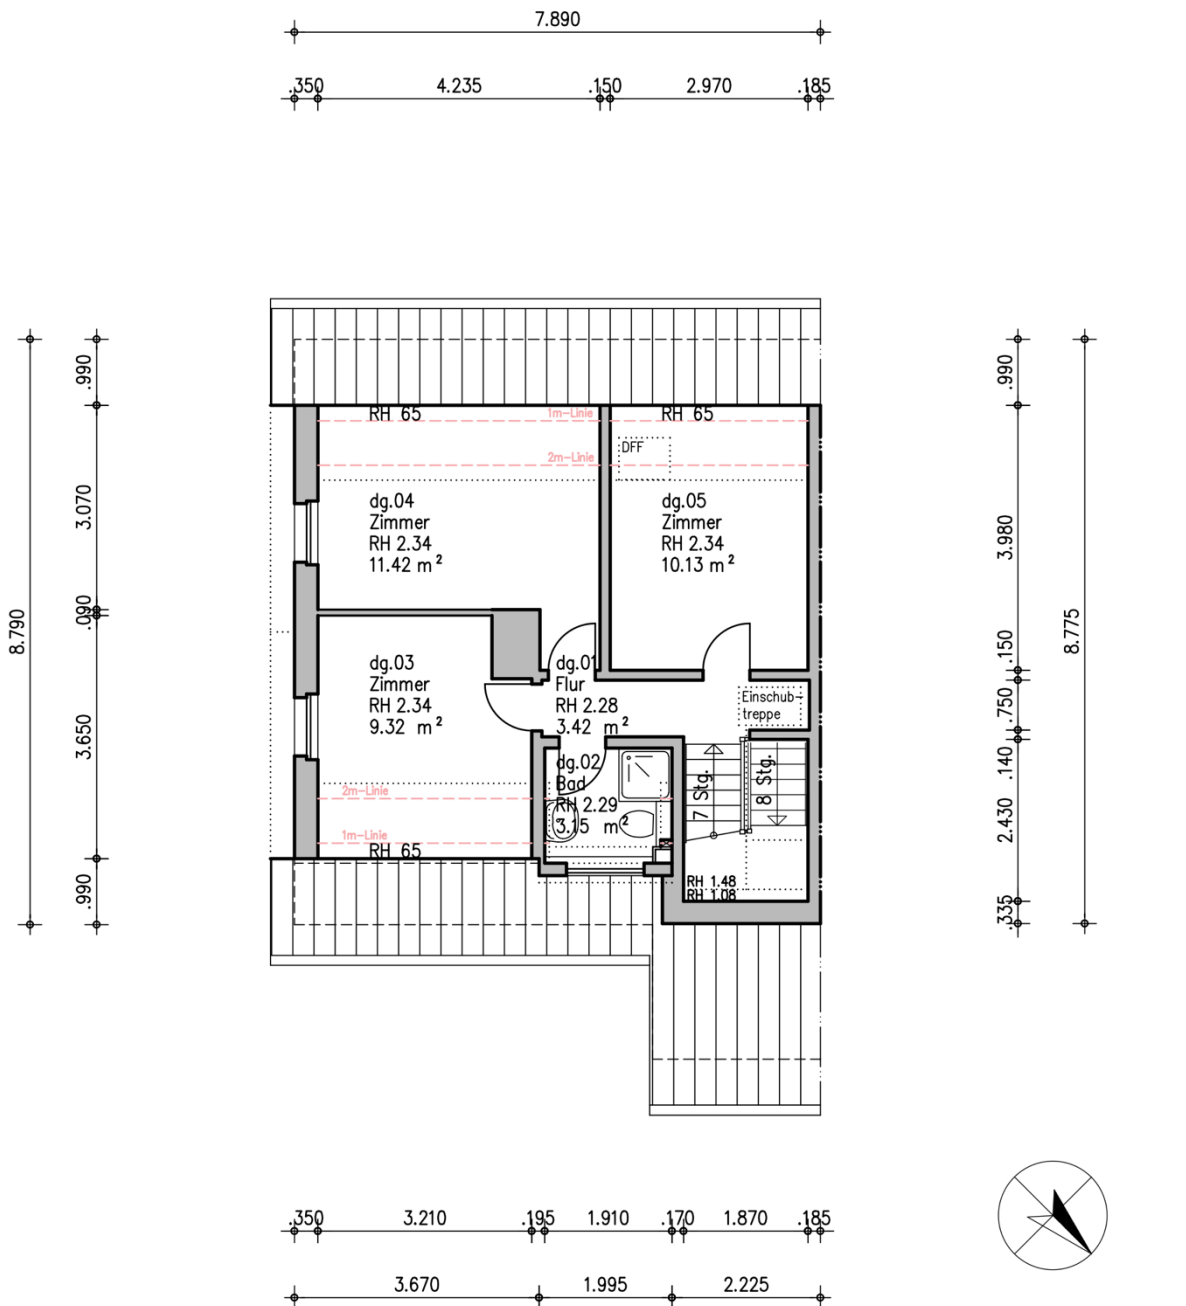 7.890
.350 4.235 .150 2.970 .185
.990
3.070
.090
3.650
.990
8.790
.990
3.980
.150
.750
.140
2.430
.335
8.775
RH 65
1m-Linie
RH 65
2m-Linie
DFF
dg.04
Zimmer
RH 2.34
11.42 m²
dg.05
Zimmer
RH 2.34
10.13 m²
dg.03
Zimmer
RH 2.34
9.32 m²
dg.01
Flur
RH 2.28
3.42 m²
Einschub-
treppe
dg.02
Bad
RH 2.29
3.15 m²
7 Stg.
8 Stg.
2m-Linie
1m-Linie
RH 65
RH 1.48
RH 1.08
.350 3.210 .195 1.910 .170 1.870 .185
3.670 1.995 2.225